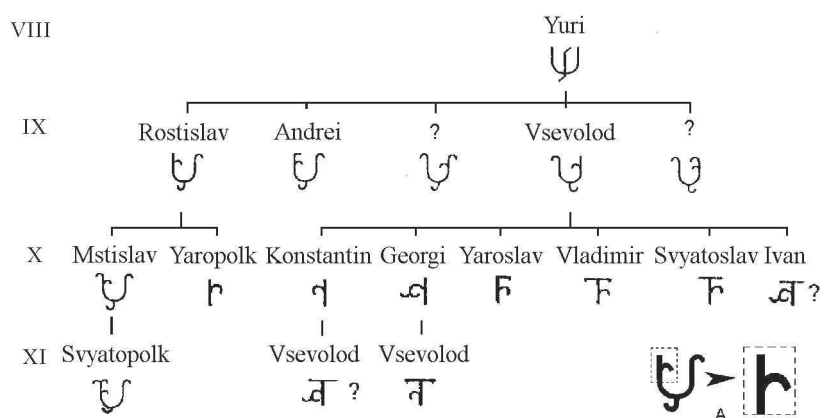 VIII Yuri
IX Rostislav Andrei ? Vsevolod ?
X Mstislav Yaropolk Konstantin Georgi Yaroslav Vladimir Svyatoslav Ivan
?
XI Svyatopolk Vsevolod Vsevolod
?
A